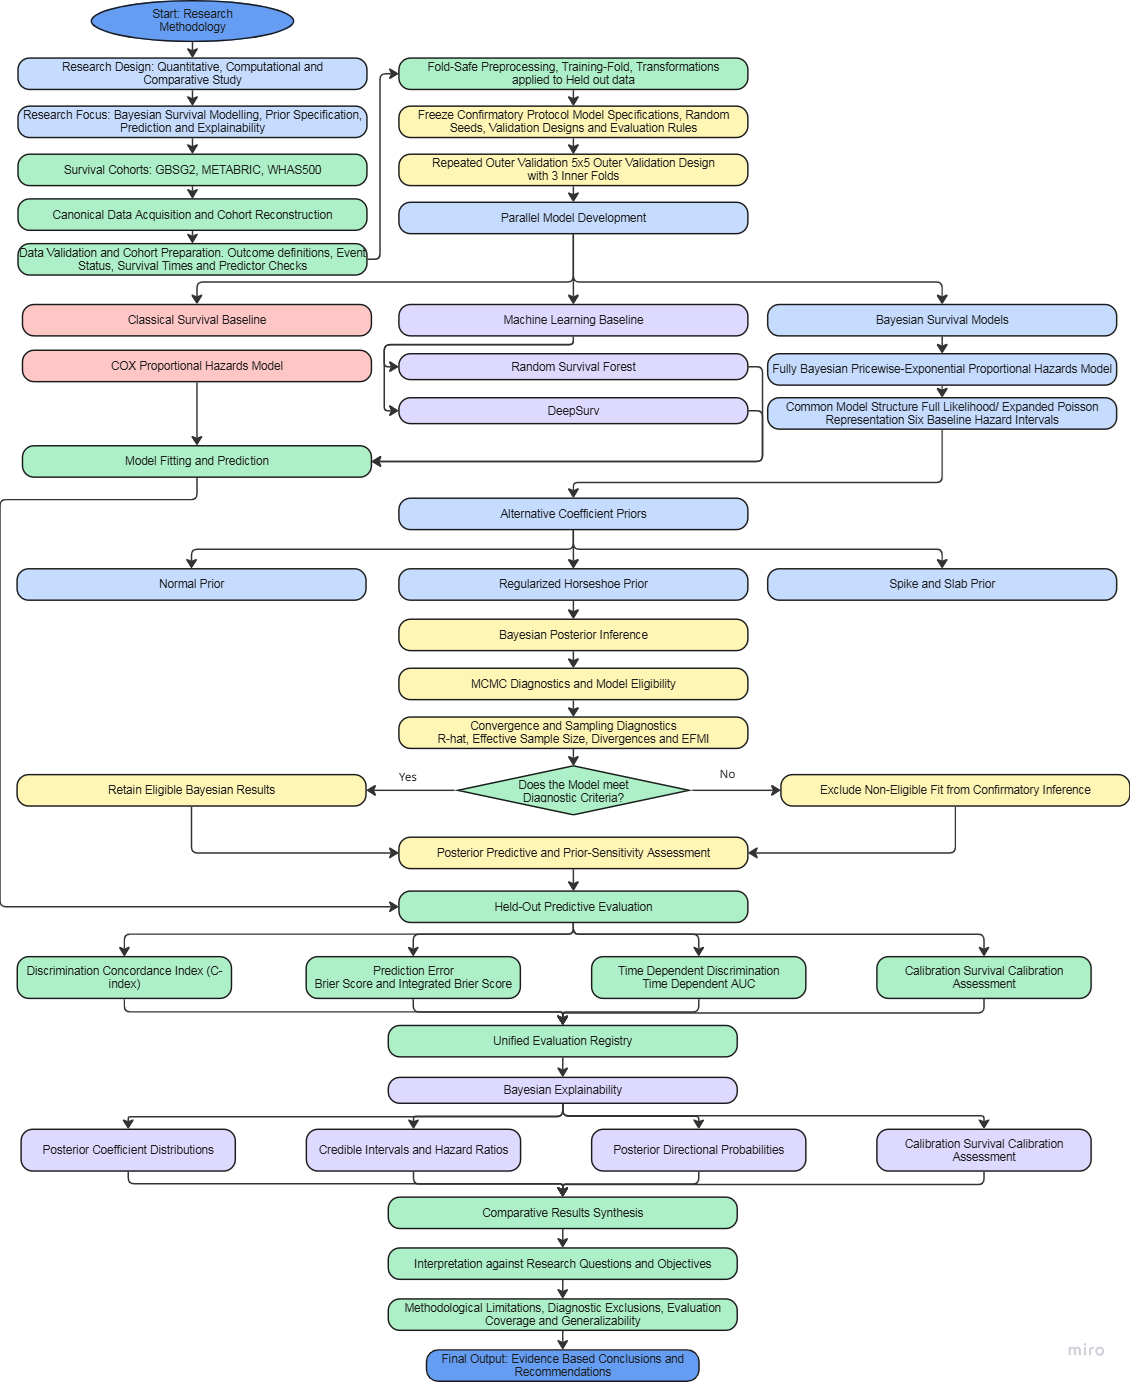 Start: Research
Methodology
Research Design: Quantitative, Computational and
Comparative Study
Research Focus: Bayesian Survival Modelling, Prior Specification,
Prediction and Explainability
Survival Cohorts: GBSG2, METABRIC, WHAS500
Canonical Data Acquisition and Cohort Reconstruction
Data Validation and Cohort Preparation. Outcome definitions, Event
Status, Survival Times and Predictor Checks
Fold-Safe Preprocessing, Training-Fold, Transformations
applied to Held out data
Freeze Confirmatory Protocol Model Specifications, Random
Seeds, Validation Designs and Evaluation Rules
Repeated Outer Validation 5x5 Outer Validation Design
with 3 Inner Folds
Parallel Model Development
Classical Survival Baseline
Machine Learning Baseline
Bayesian Survival Models
COX Proportional Hazards Model
Random Survival Forest
Fully Bayesian Pricewise-Exponential Proportional Hazards Model
DeepSurv
Common Model Structure Full Likelihood/ Expanded Poisson
Representation Six Baseline Hazard Intervals
Model Fitting and Prediction
Alternative Coefficient Priors
Normal Prior
Regularized Horseshoe Prior
Spike and Slab Prior
Bayesian Posterior Inference
MCMC Diagnostics and Model Eligibility
Convergence and Sampling Diagnostics
R-hat, Effective Sample Size, Divergences and EFMI
Does the Model meet
Diagnostic Criteria?
Yes
No
Retain Eligible Bayesian Results
Exclude Non-Eligible Fit from Confirmatory Inference
Posterior Predictive and Prior-Sensitivity Assessment
Held-Out Predictive Evaluation
Discrimination Concordance Index (C-
index)
Prediction Error
Brier Score and Integrated Brier Score
Time Dependent Discrimination
Time Dependent AUC
Calibration Survival Calibration
Assessment
Unified Evaluation Registry
Bayesian Explainability
Posterior Coefficient Distributions
Credible Intervals and Hazard Ratios
Posterior Directional Probabilities
Calibration Survival Calibration
Assessment
Comparative Results Synthesis
Interpretation against Research Questions and Objectives
Methodological Limitations, Diagnostic Exclusions, Evaluation
Coverage and Generalizability
Final Output: Evidence Based Conclusions and
Recommendations
miro